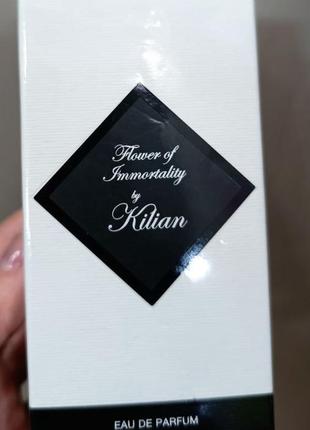 Flower of
Immortality
by
Kilian
EAU DE PARFUM